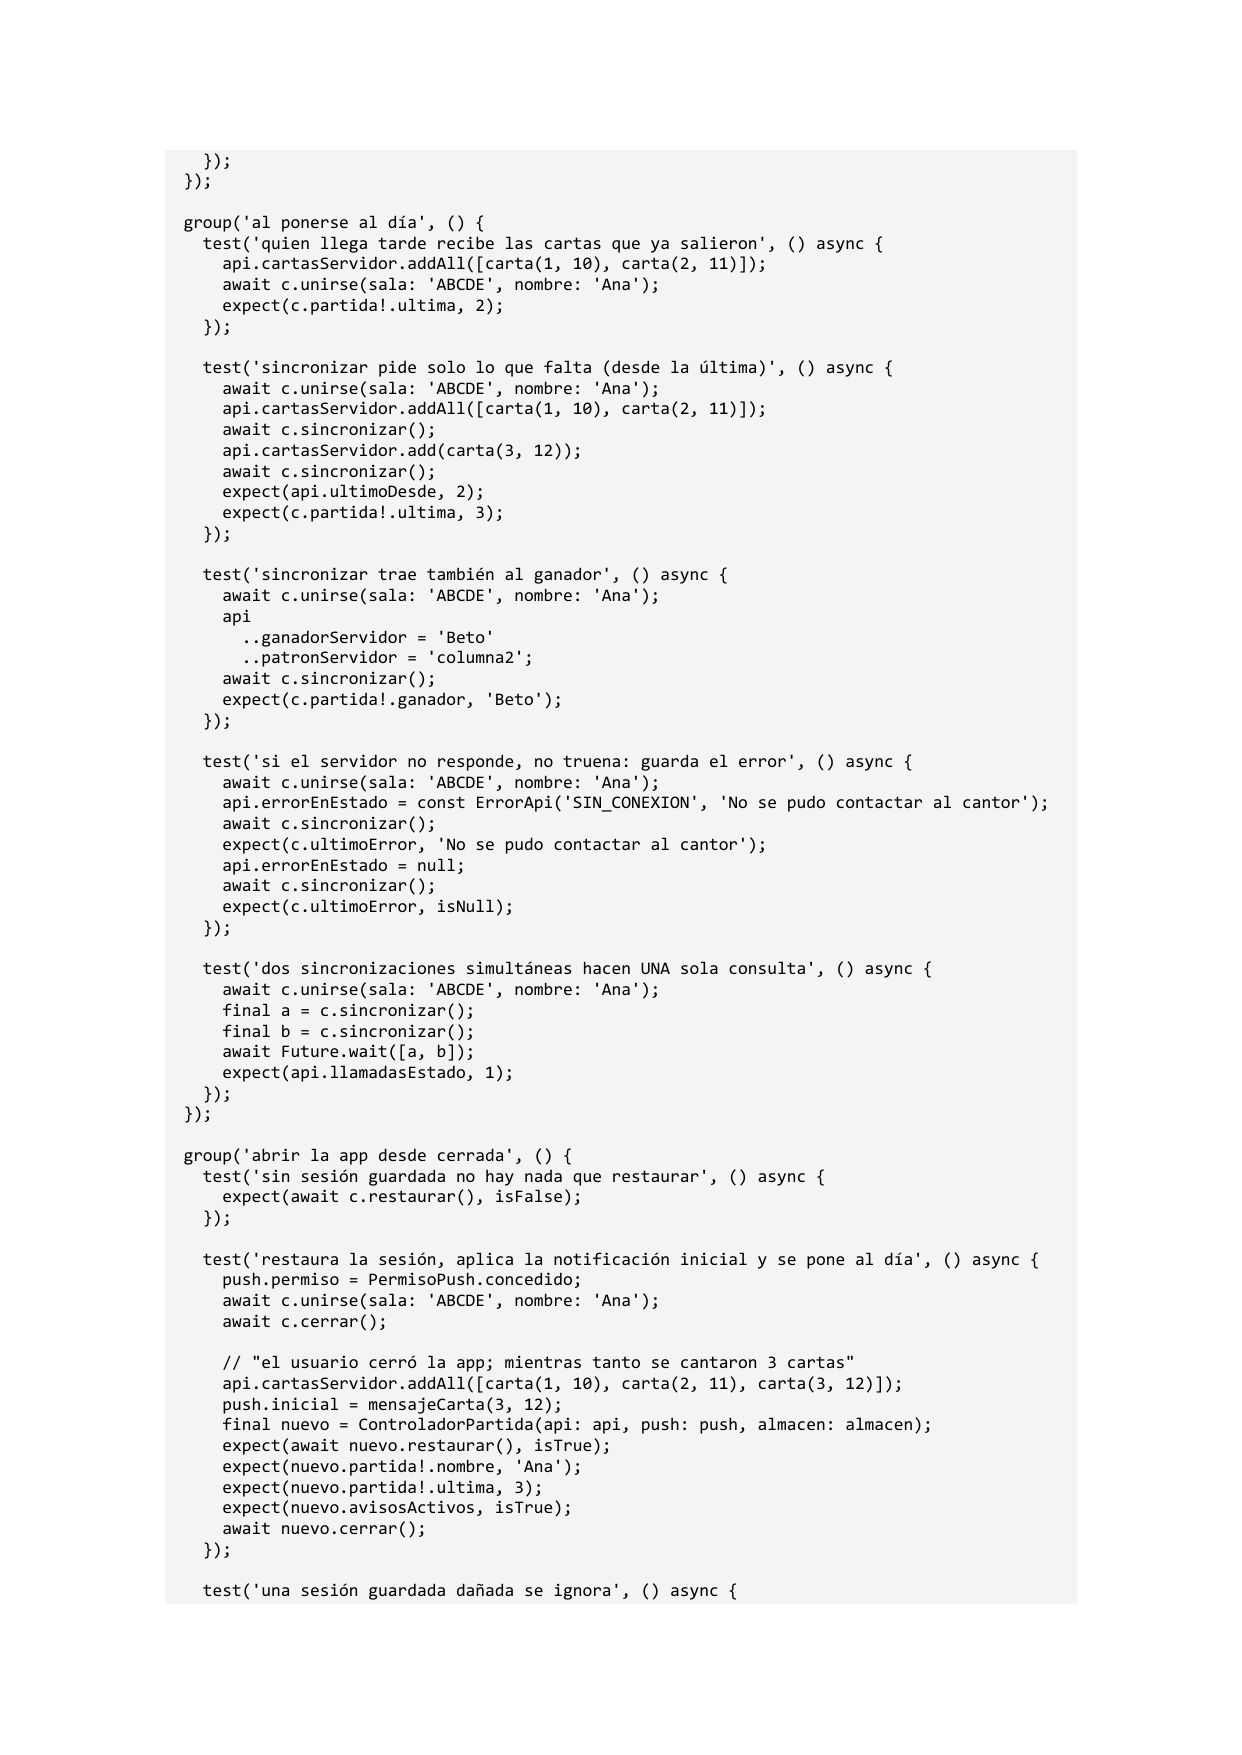 });
});

group('al ponerse al día', () {
  test('quien llega tarde recibe las cartas que ya salieron', () async {
    api.cartasServidor.addAll([carta(1, 10), carta(2, 11)]);
    await c.unirse(sala: 'ABCDE', nombre: 'Ana');
    expect(c.partida!.ultima, 2);
  });

  test('sincronizar pide solo lo que falta (desde la última)', () async {
    await c.unirse(sala: 'ABCDE', nombre: 'Ana');
    api.cartasServidor.addAll([carta(1, 10), carta(2, 11)]);
    await c.sincronizar();
    api.cartasServidor.add(carta(3, 12));
    await c.sincronizar();
    expect(api.ultimoDesde, 2);
    expect(c.partida!.ultima, 3);
  });

  test('sincronizar trae también al ganador', () async {
    await c.unirse(sala: 'ABCDE', nombre: 'Ana');
    api
      ..ganadorServidor = 'Beto'
      ..patronServidor = 'columna2';
    await c.sincronizar();
    expect(c.partida!.ganador, 'Beto');
  });

  test('si el servidor no responde, no truena: guarda el error', () async {
    await c.unirse(sala: 'ABCDE', nombre: 'Ana');
    api.errorEnEstado = const ErrorApi('SIN_CONEXION', 'No se pudo contactar al cantor');
    await c.sincronizar();
    expect(c.ultimoError, 'No se pudo contactar al cantor');
    api.errorEnEstado = null;
    await c.sincronizar();
    expect(c.ultimoError, isNull);
  });

  test('dos sincronizaciones simultáneas hacen UNA sola consulta', () async {
    await c.unirse(sala: 'ABCDE', nombre: 'Ana');
    final a = c.sincronizar();
    final b = c.sincronizar();
    await Future.wait([a, b]);
    expect(api.llamadasEstado, 1);
  });
});

group('abrir la app desde cerrada', () {
  test('sin sesión guardada no hay nada que restaurar', () async {
    expect(await c.restaurar(), isFalse);
  });

  test('restaura la sesión, aplica la notificación inicial y se pone al día', () async {
    push.permiso = PermisoPush.concedido;
    await c.unirse(sala: 'ABCDE', nombre: 'Ana');
    await c.cerrar();

    // "el usuario cerró la app; mientras tanto se cantaron 3 cartas"
    api.cartasServidor.addAll([carta(1, 10), carta(2, 11), carta(3, 12)]);
    push.inicial = mensajeCarta(3, 12);
    final nuevo = ControladorPartida(api: api, push: push, almacen: almacen);
    expect(await nuevo.restaurar(), isTrue);
    expect(nuevo.partida!.nombre, 'Ana');
    expect(nuevo.partida!.ultima, 3);
    expect(nuevo.avisosActivos, isTrue);
    await nuevo.cerrar();
  });

  test('una sesión guardada dañada se ignora', () async {